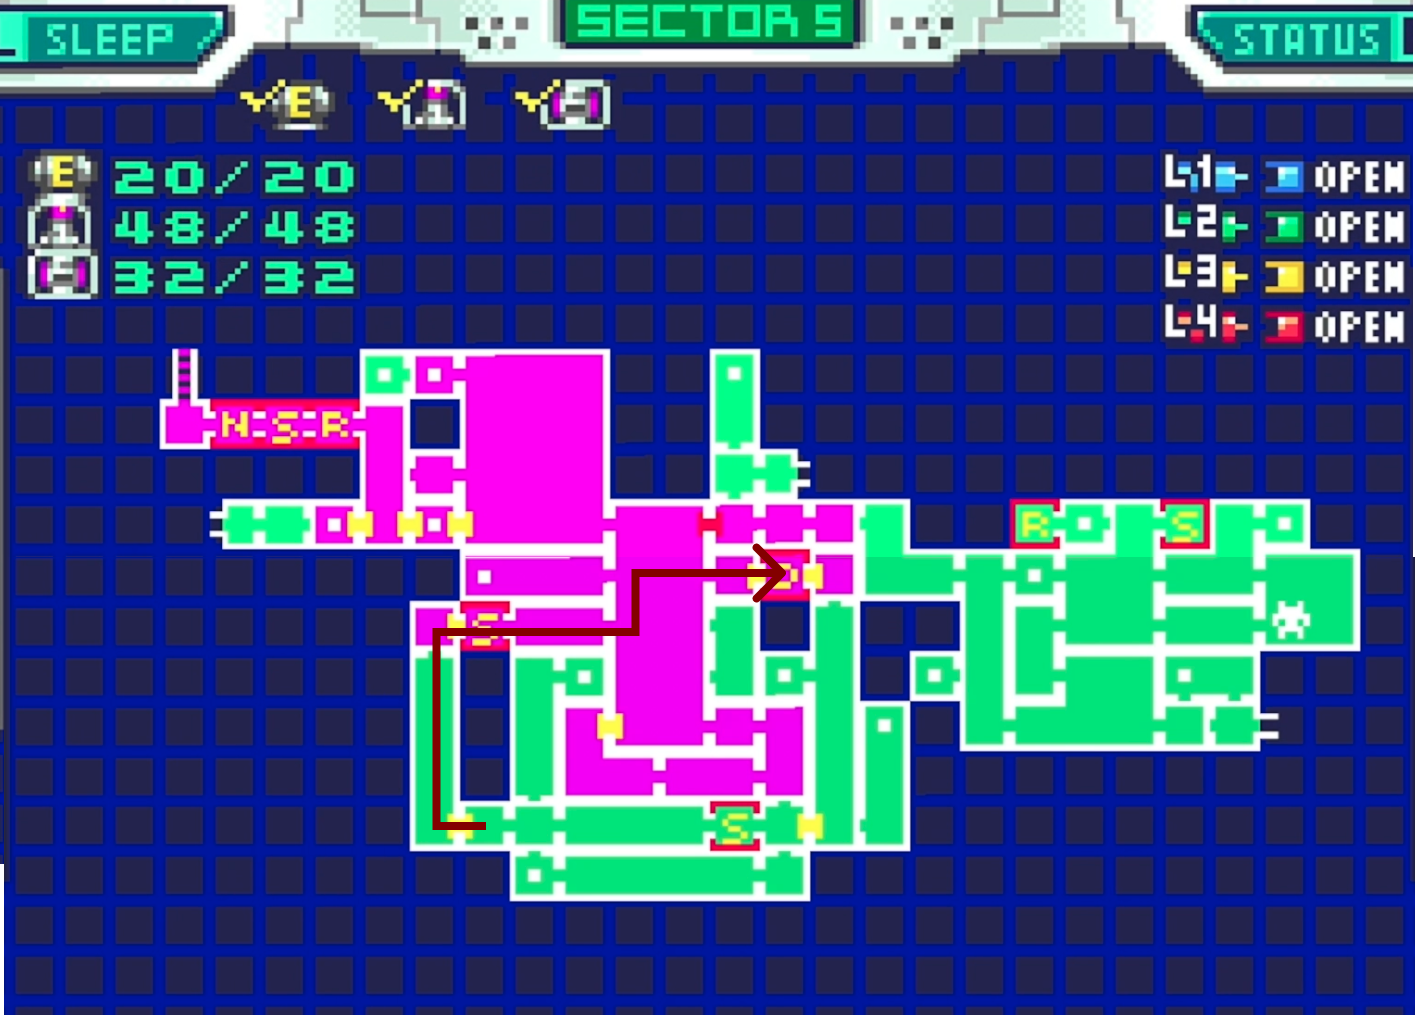 SLEEP
SECTOR 5
STATUS
E
E 20/20
48/48
32/32
L-1 OPEN
L-2 OPEN
L-3 OPEN
L-4 OPEN
N S R
R S
S
S